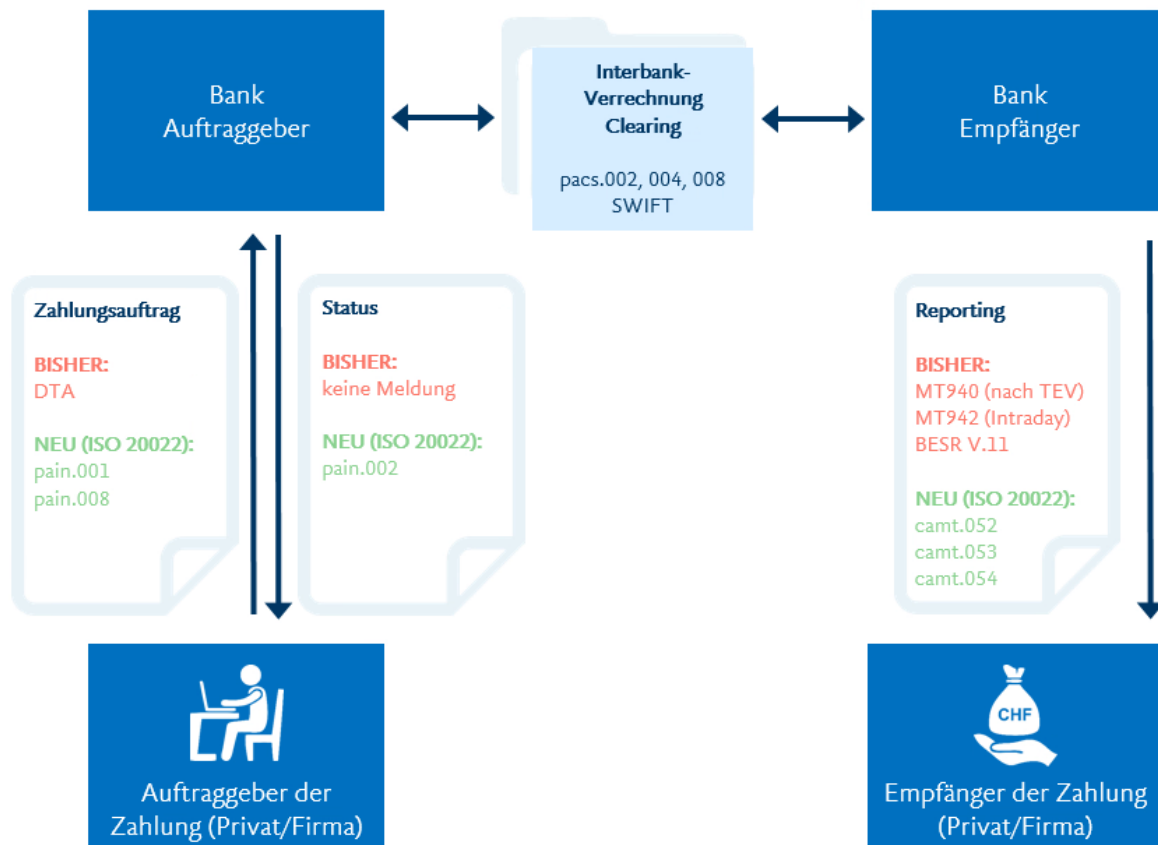 Bank
Auftraggeber
Interbank-
Verrechnung
Clearing
pacs.002, 004, 008
SWIFT
Bank
Empfänger
Zahlungsauftrag
BISHER:
DTA
NEU (ISO 20022):
pain.001
pain.008
Status
BISHER:
keine Meldung
NEU (ISO 20022):
pain.002
Reporting
BISHER:
MT940 (nach TEV)
MT942 (Intraday)
BESR V.11
NEU (ISO 20022):
camt.052
camt.053
camt.054
Auftraggeber der
Zahlung (Privat/Firma)
CHF
Empfänger der Zahlung
(Privat/Firma)